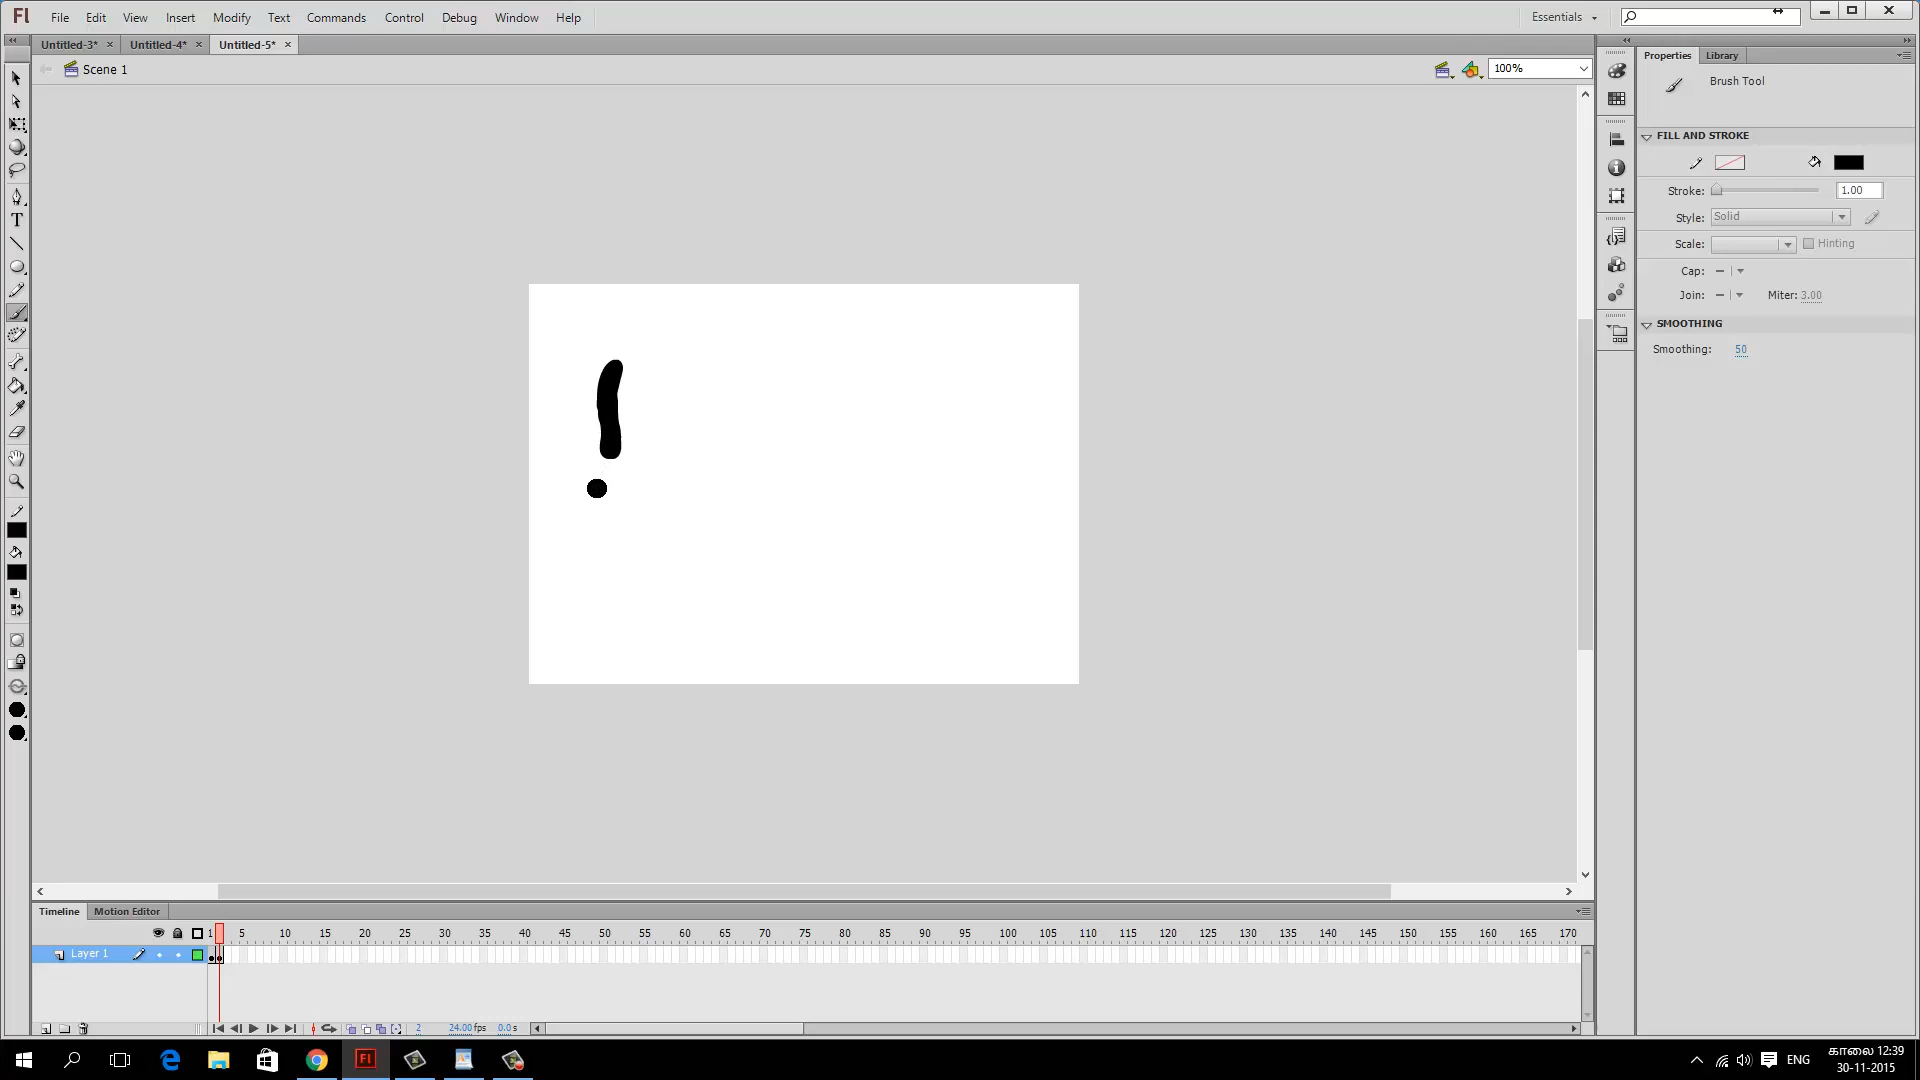 Fl File Edit View Insert Modify Text Commands Control Debug Window Help Essentials
Untitled-3* × Untitled-4* × Untitled-5* ×
Scene 1 100%
Properties Library
Brush Tool
FILL AND STROKE
Stroke: 1.00
Style: Solid
Scale: Hinting
Cap:
Join: Miter: 3.00
SMOOTHING
Smoothing: 50
T
Timeline Motion Editor
1 5 10 15 20 25 30 35 40 45 50 55 60 65 70 75 80 85 90 95 100 105 110 115 120 125 130 135 140 145 150 155 160 165 170
Layer 1
2 24.00 fps 0.0 s
Fl ENG காலை 12:39
30-11-2015